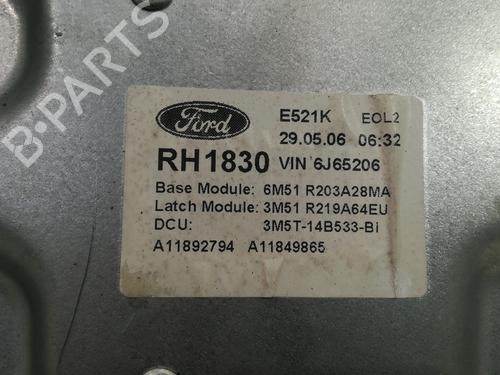 B-PARTS
Ford
E521K EOL2
29.05.06 06:32
RH1830 VIN 6J65206
Base Module: 6M51 R203A28MA
Latch Module: 3M51 R219A64EU
DCU: 3M5T-14B533-Bi
A11892794 A11849865